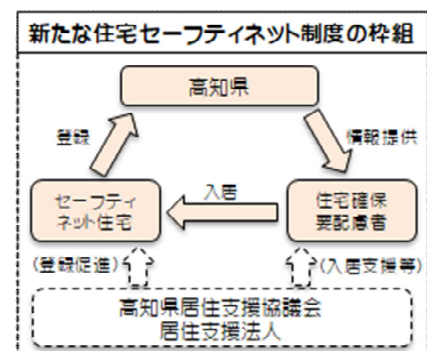 新たな住宅セーフティネット制度の枠組
高知県
登録
情報提供
セーフティ
ネット住宅
入居
住宅確保
要配慮者
(登録促進)
(入居支援等)
高知県居住支援協議会
居住支援法人